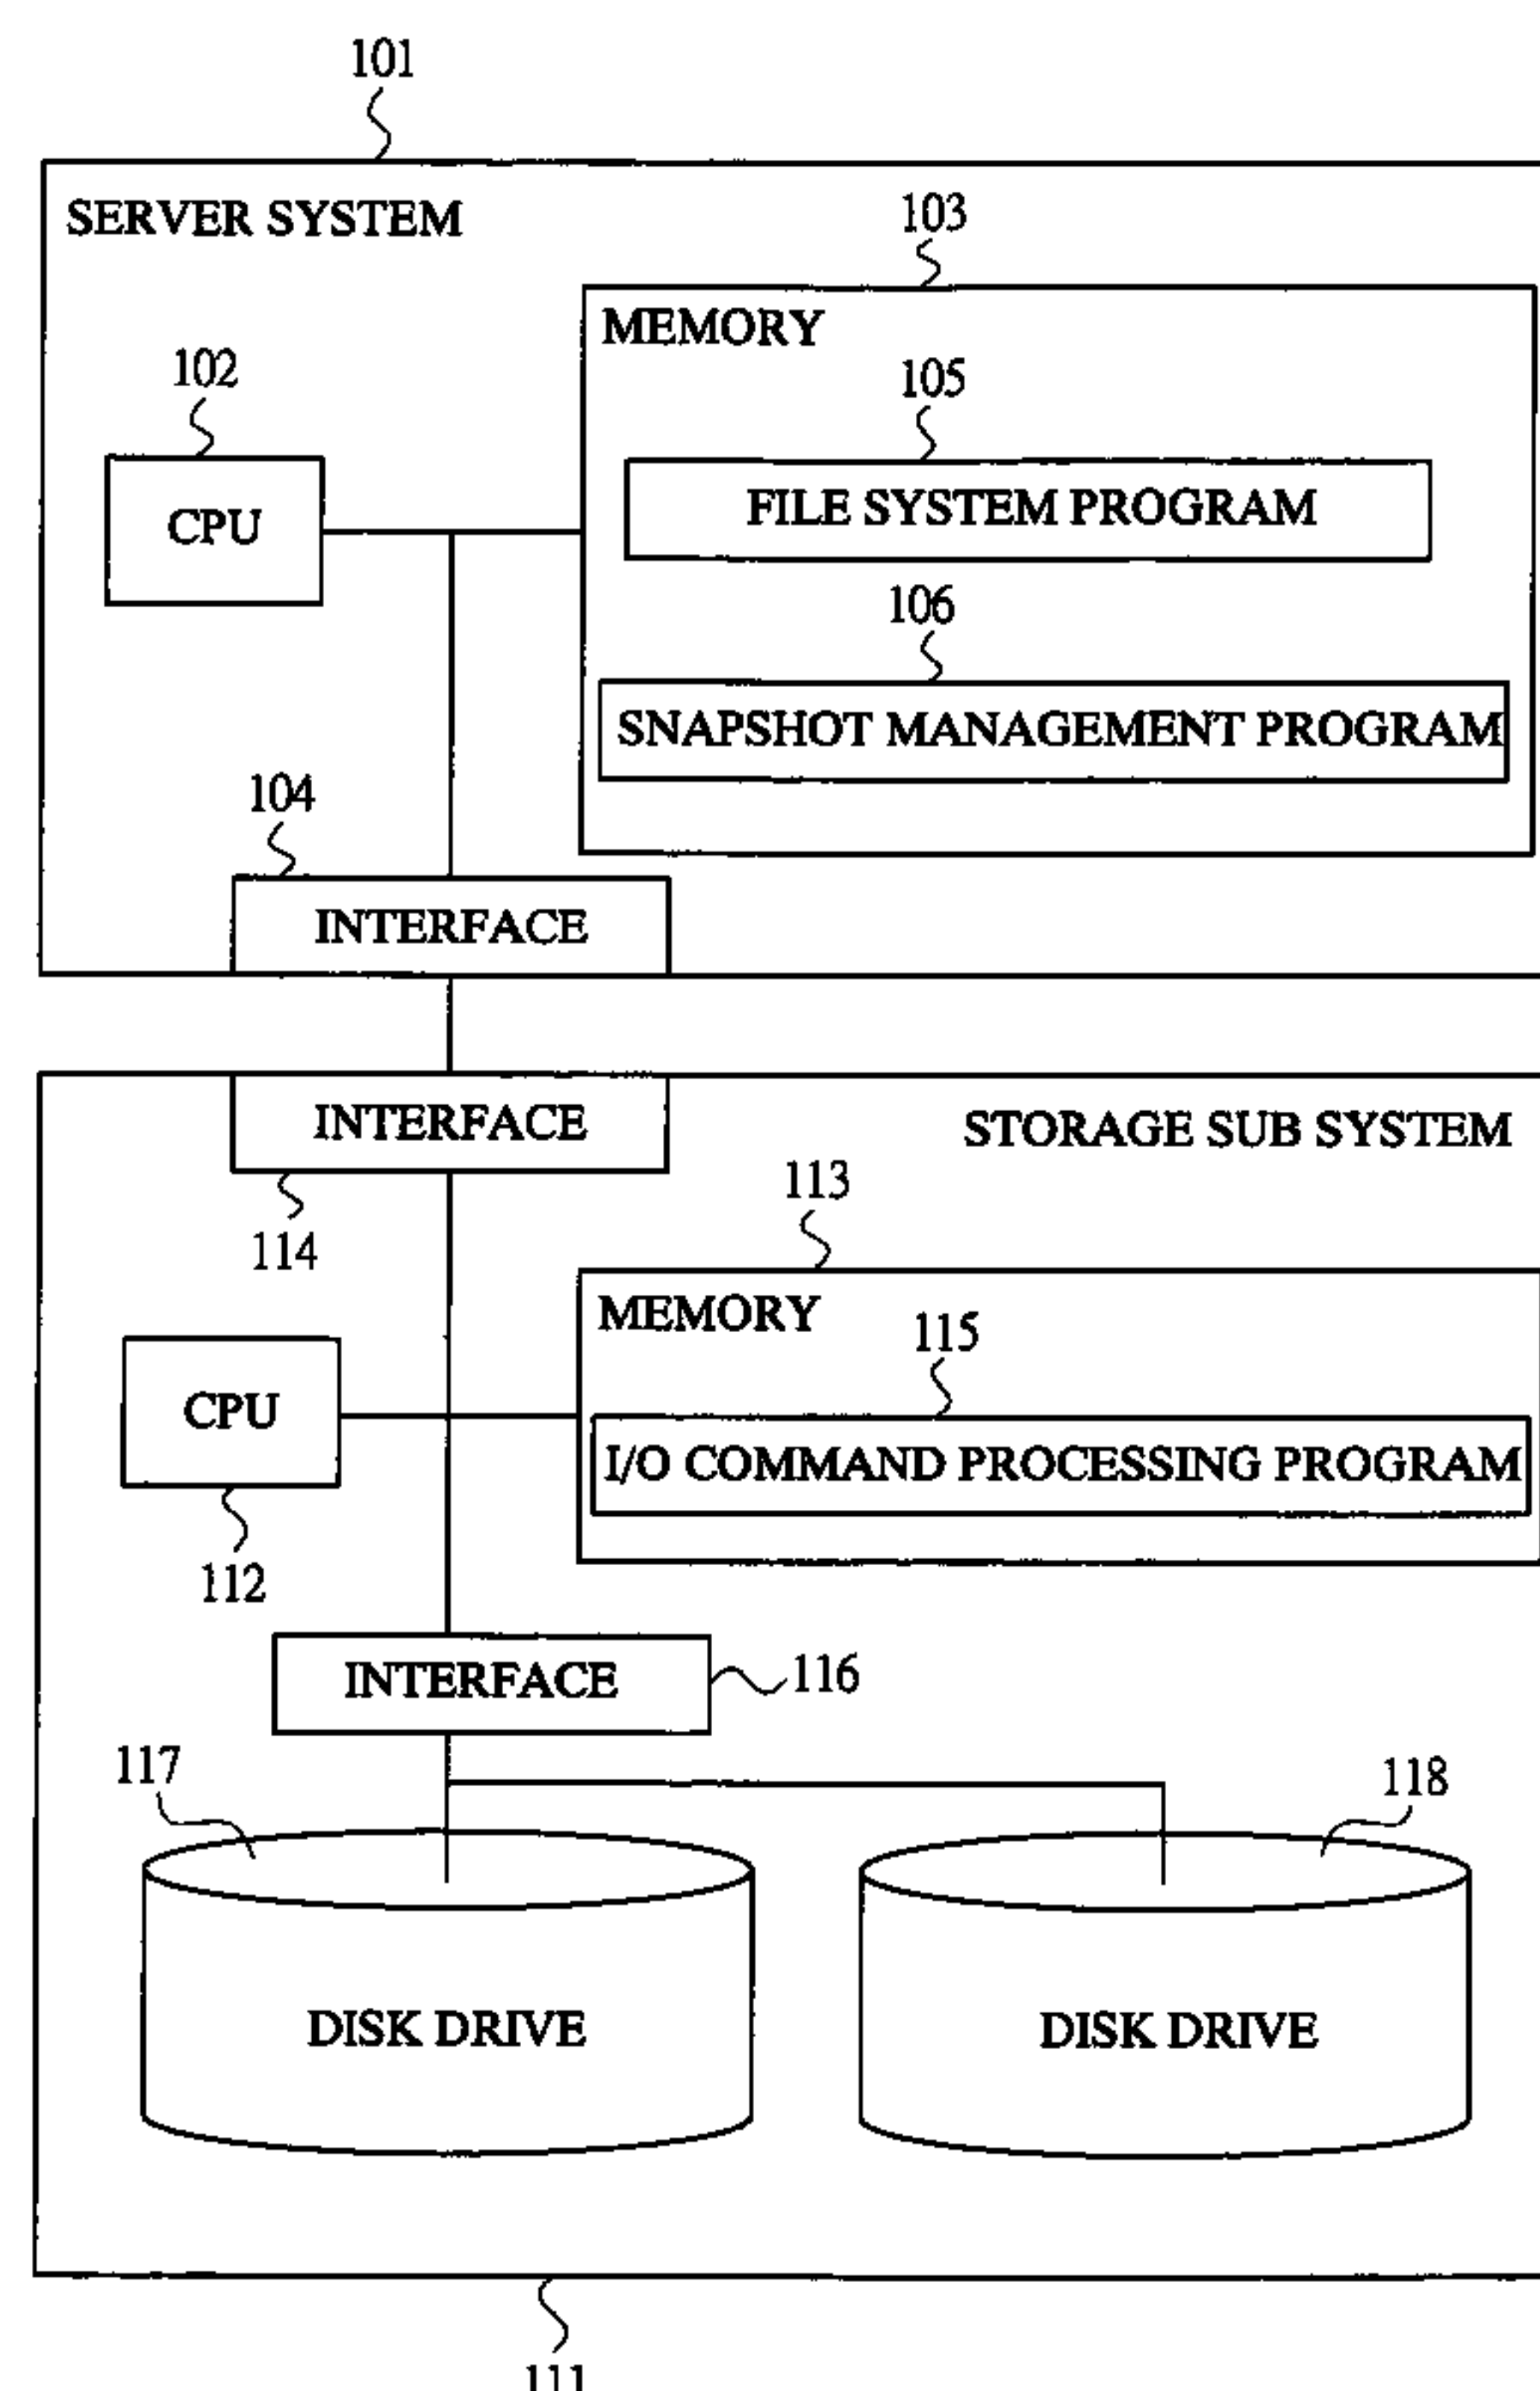 101
SERVER SYSTEM
103
MEMORY
102
105
CPU
FILE SYSTEM PROGRAM
106
SNAPSHOT MANAGEMENT PROGRAM
104
INTERFACE
INTERFACE
STORAGE SUB SYSTEM
114
113
MEMORY
115
CPU
I/O COMMAND PROCESSING PROGRAM
112
INTERFACE
116
117
118
DISK DRIVE
DISK DRIVE
111